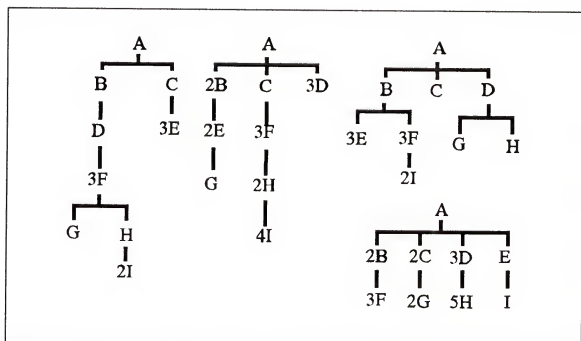 A
B C
D 3E
3F
G H
2I
A
2B C 3D
2E 3F
G 2H
4I
A
B C D
3E 3F G H
2I
A
2B 2C 3D E
3F 2G 5H I